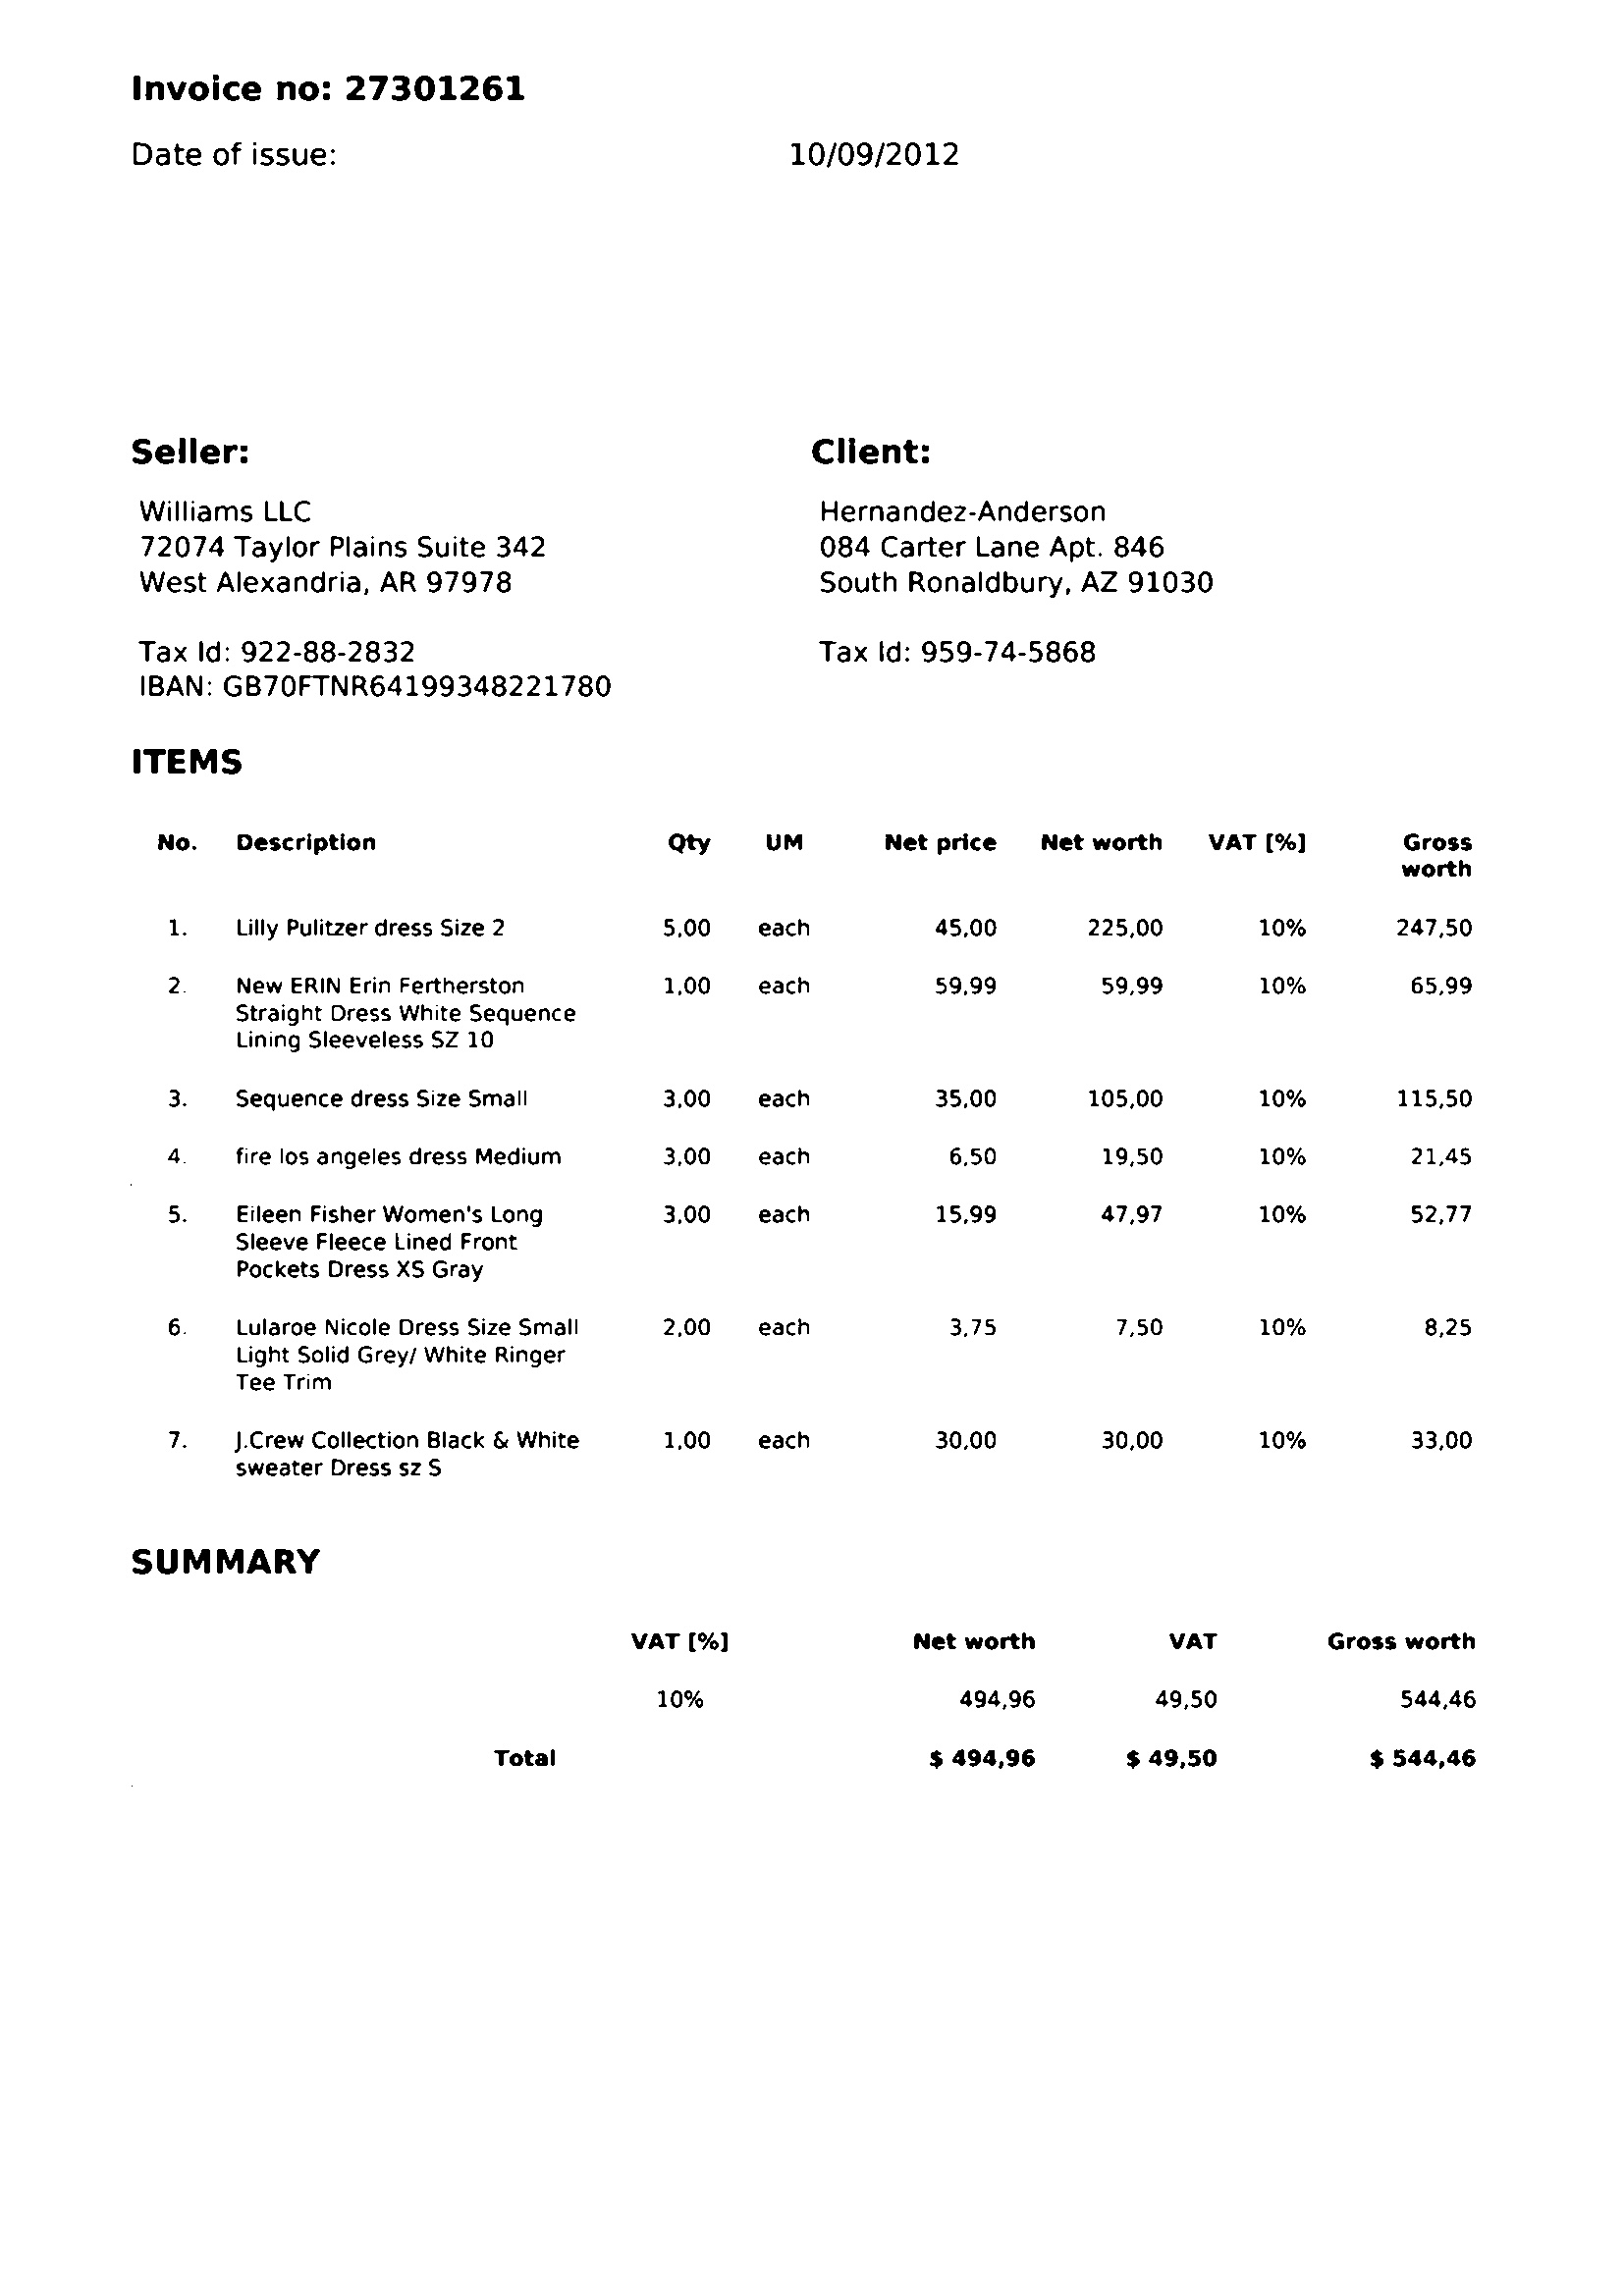 Invoice no: 27301261
Date of issue: 10/09/2012
Seller: Client:
Williams LLC Hernandez-Anderson
72074 Taylor Plains Suite 342 084 Carter Lane Apt. 846
West Alexandria, AR 97978 South Ronaldbury, AZ 91030
Tax Id: 922-88-2832 Tax Id: 959-74-5868
IBAN: GB70FTNR64199348221780
ITEMS
No. Description Qty UM Net price Net worth VAT [%] Gross
worth
1. Lilly Pulitzer dress Size 2 5,00 each 45,00 225,00 10% 247,50
2. New ERIN Erin Fertherston 1,00 each 59,99 59,99 10% 65,99
Straight Dress White Sequence
Lining Sleeveless SZ 10
3. Sequence dress Size Small 3,00 each 35,00 105,00 10% 115,50
4. fire los angeles dress Medium 3,00 each 6,50 19,50 10% 21,45
5. Eileen Fisher Women's Long 3,00 each 15,99 47,97 10% 52,77
Sleeve Fleece Lined Front
Pockets Dress XS Gray
6. Lularoe Nicole Dress Size Small 2,00 each 3,75 7,50 10% 8,25
Light Solid Grey/ White Ringer
Tee Trim
7. J.Crew Collection Black & White 1,00 each 30,00 30,00 10% 33,00
sweater Dress sz S
SUMMARY
VAT [%] Net worth VAT Gross worth
10% 494,96 49,50 544,46
Total $ 494,96 $ 49,50 $ 544,46